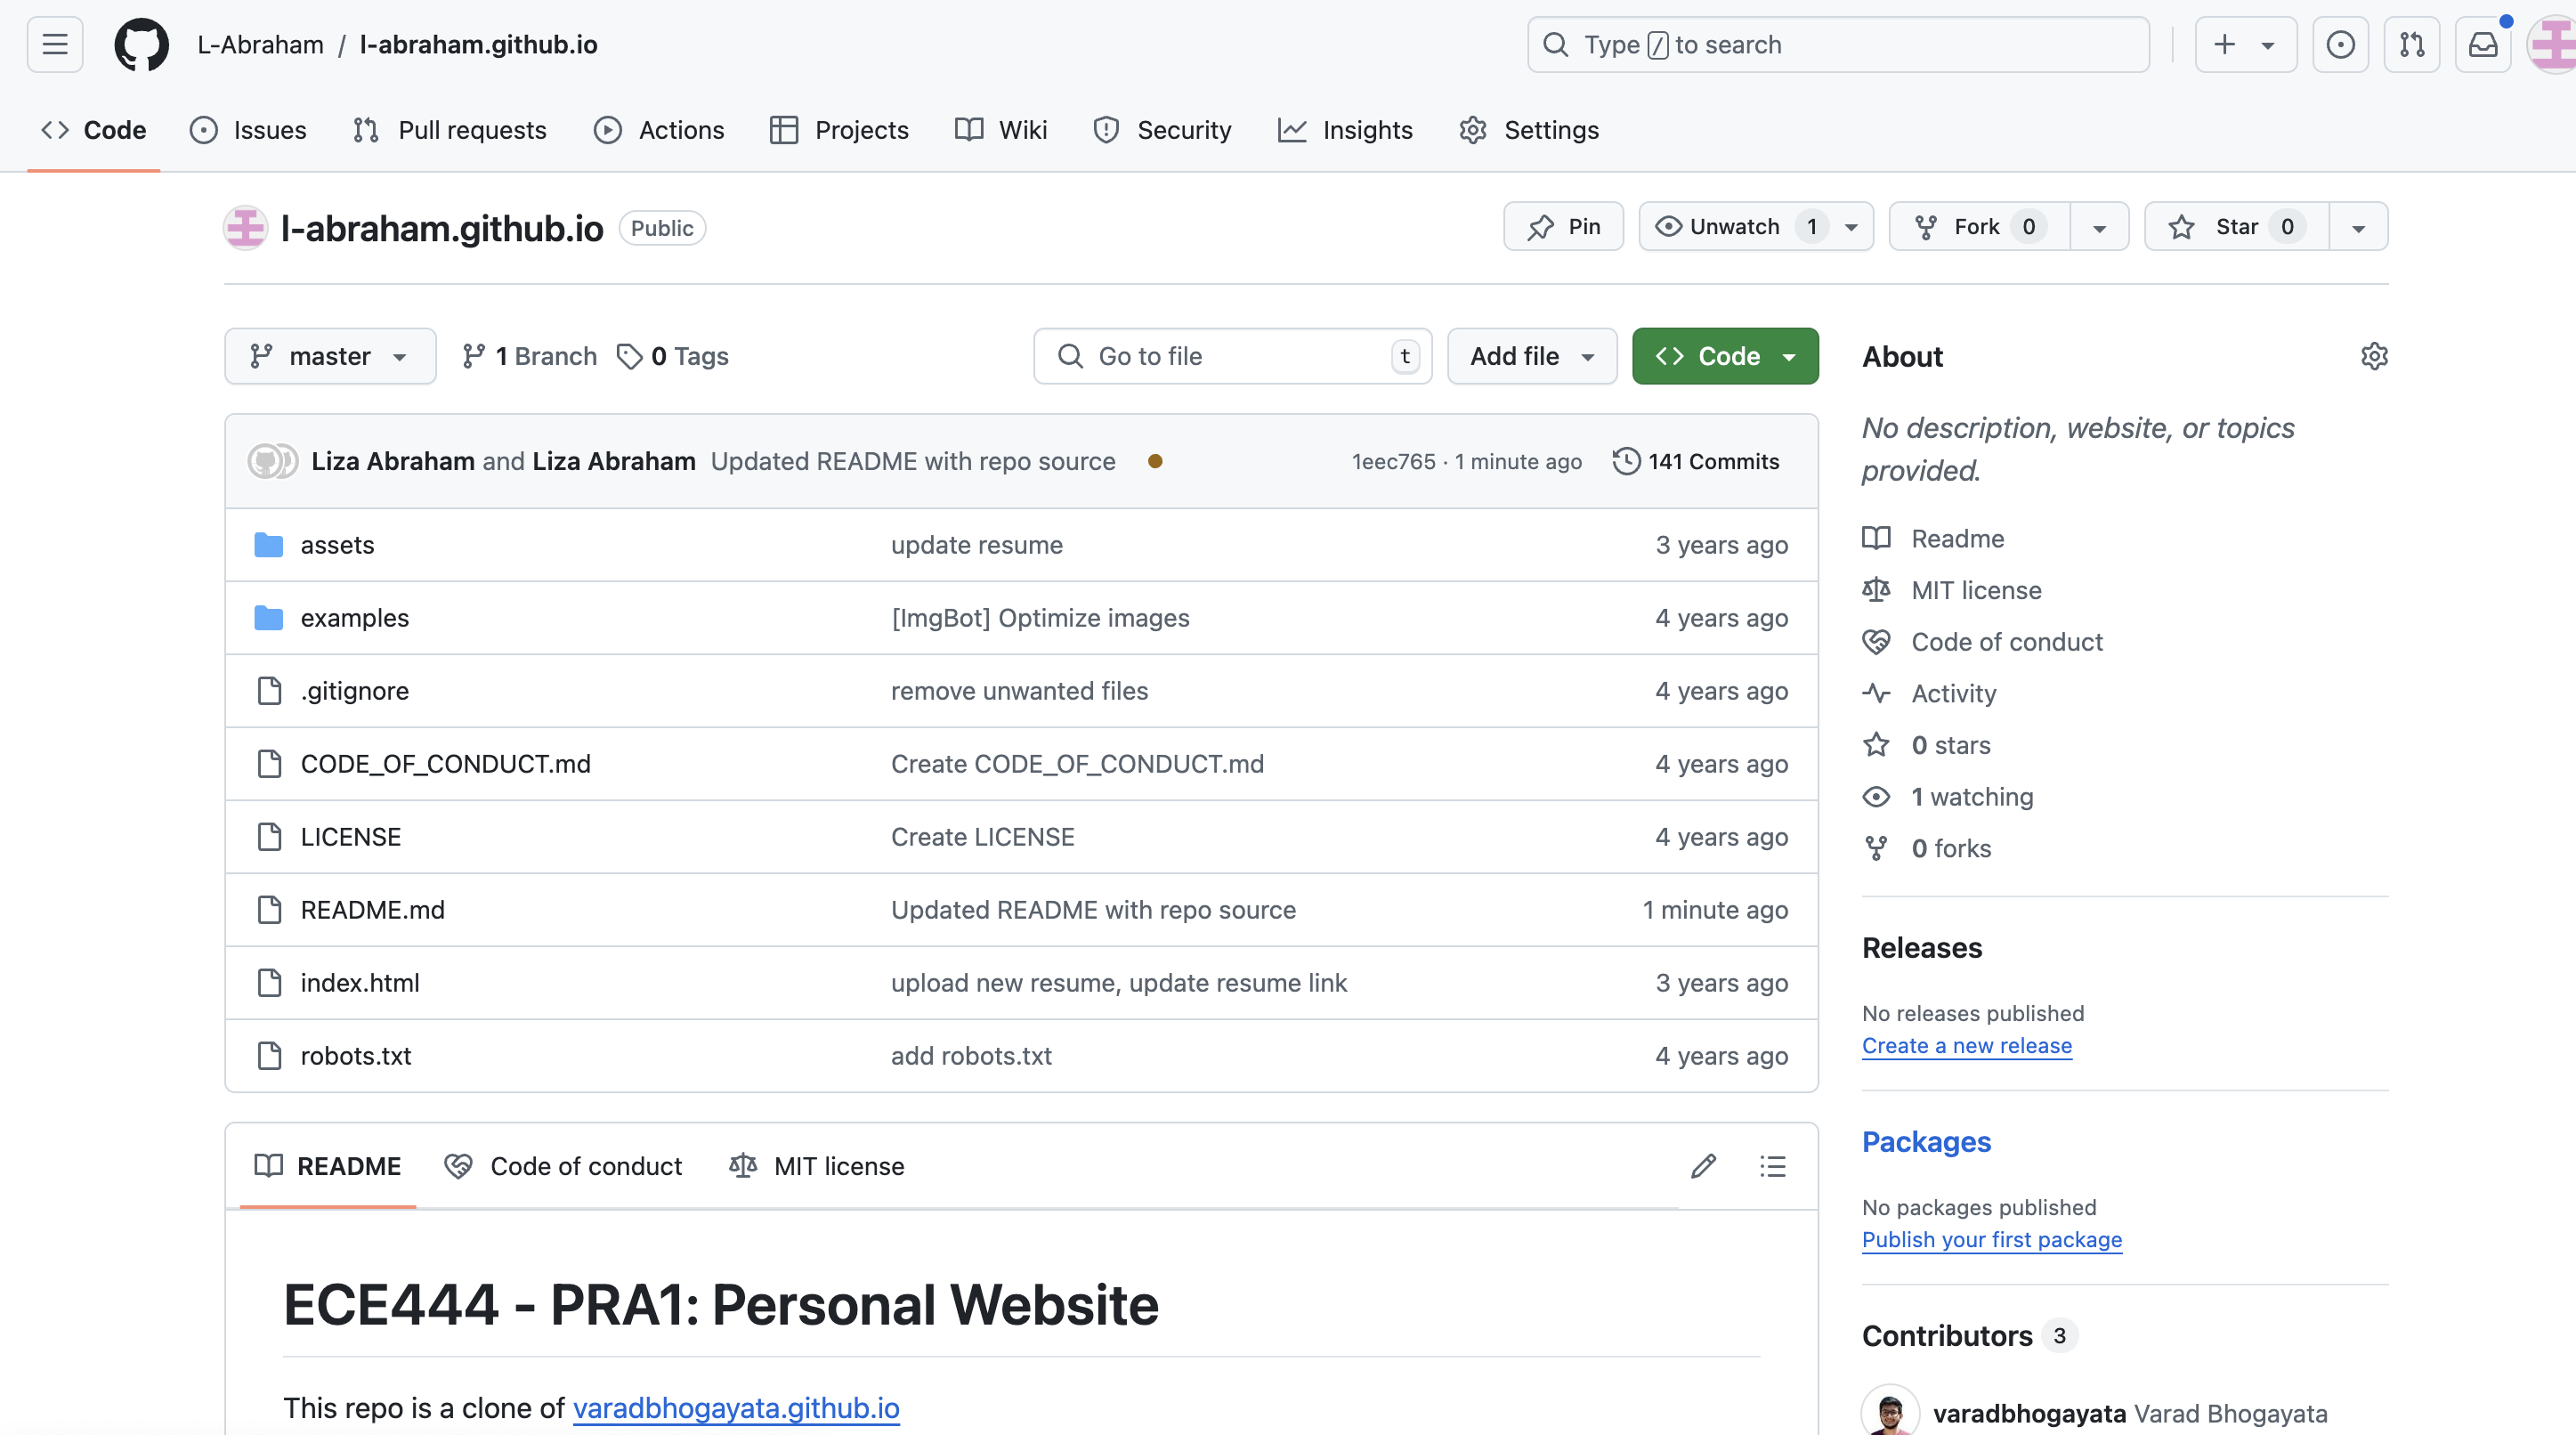 L-Abraham / l-abraham.github.io
Type / to search
Code Issues Pull requests Actions Projects Wiki Security Insights Settings
l-abraham.github.io Public
Pin Unwatch 1 Fork 0 Star 0
master 1 Branch 0 Tags Go to file t Add file Code
Liza Abraham and Liza Abraham Updated README with repo source 1eec765 · 1 minute ago 141 Commits
assets update resume 3 years ago
examples [ImgBot] Optimize images 4 years ago
.gitignore remove unwanted files 4 years ago
CODE_OF_CONDUCT.md Create CODE_OF_CONDUCT.md 4 years ago
LICENSE Create LICENSE 4 years ago
README.md Updated README with repo source 1 minute ago
index.html upload new resume, update resume link 3 years ago
robots.txt add robots.txt 4 years ago
README Code of conduct MIT license
ECE444 - PRA1: Personal Website
This repo is a clone of varadbhogayata.github.io
About
No description, website, or topics
provided.
Readme
MIT license
Code of conduct
Activity
0 stars
1 watching
0 forks
Releases
No releases published
Create a new release
Packages
No packages published
Publish your first package
Contributors 3
varadbhogayata Varad Bhogayata